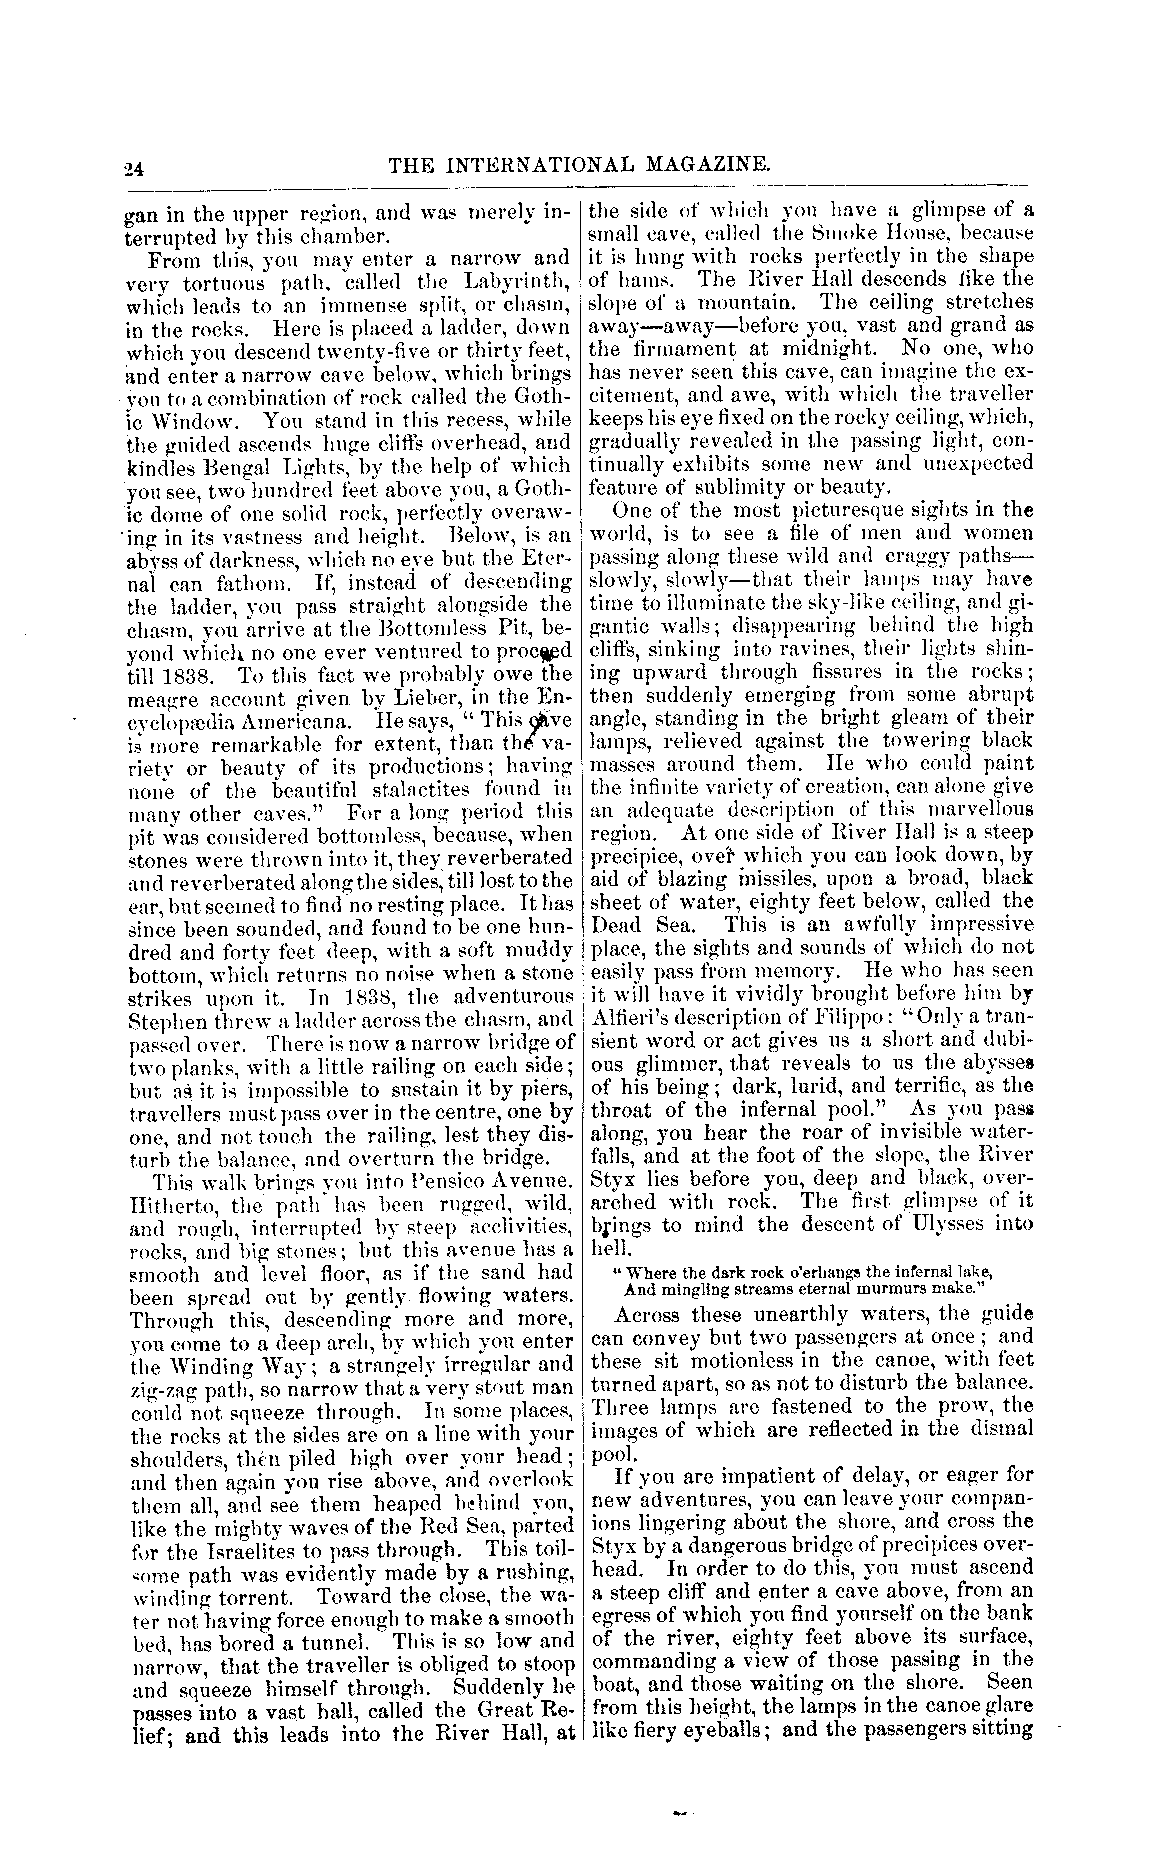 24
THE INTERNATIONAL MAGAZINE.
gan in the upper region, and was merely in-
terrupted by this chamber.
From this, you may enter a narrow and
very tortuous path, called the Labyrinth,
which leads to an immense split, or chasm,
in the rocks. Here is placed a ladder, down
which you descend twenty-five or thirty feet,
and enter a narrow cave below, which brings
you to a combination of rock called the Goth-
ic Window. You stand in this recess, while
the guided ascends huge cliffs overhead, and
kindles Bengal Lights, by the help of which
you see, two hundred feet above you, a Goth-
ic dome of one solid rock, perfectly overaw-
ing in its vastness and height. Below, is an
abyss of darkness, which no eye but the Eter-
nal can fathom. If, instead of descending
the ladder, you pass straight alongside the
chasm, you arrive at the Bottomless Pit, be-
yond which no one ever ventured to proceed
till 1838. To this fact we probably owe the
meagre account given by Lieber, in the En-
cyclopædia Americana. He says, "This cave
is more remarkable for extent, than the va-
riety or beauty of its productions; having
none of the beautiful stalactites found in
many other caves." For a long period this
pit was considered bottomless, because, when
stones were thrown into it, they reverberated
and reverberated along the sides, till lost to the
ear, but seemed to find no resting place. It has
since been sounded, and found to be one hun-
dred and forty feet deep, with a soft muddy
bottom, which returns no noise when a stone
strikes upon it. In 1838, the adventurous
Stephen threw a ladder across the chasm, and
passed over. There is now a narrow bridge of
two planks, with a little railing on each side;
but as it is impossible to sustain it by piers,
travellers must pass over in the centre, one by
one, and not touch the railing, lest they dis-
turb the balance, and overturn the bridge.
This walk brings you into Pensico Avenue.
Hitherto, the path has been rugged, wild,
and rough, interrupted by steep acclivities,
rocks, and big stones; but this avenue has a
smooth and level floor, as if the sand had
been spread out by gently flowing waters.
Through this, descending more and more,
you come to a deep arch, by which you enter
the Winding Way; a strangely irregular and
zig-zag path, so narrow that a very stout man
could not squeeze through. In some places,
the rocks at the sides are on a line with your
shoulders, then piled high over your head;
and then again you rise above, and overlook
them all, and see them heaped behind you,
like the mighty waves of the Red Sea, parted
for the Israelites to pass through. This toil-
some path was evidently made by a rushing,
winding torrent. Toward the close, the wa-
ter not having force enough to make a smooth
bed, has bored a tunnel. This is so low and
narrow, that the traveller is obliged to stoop
and squeeze himself through. Suddenly he
passes into a vast hall, called the Great Re-
lief; and this leads into the River Hall, at
the side of which you have a glimpse of a
small cave, called the Smoke House, because
it is hung with rocks perfectly in the shape
of hams. The River Hall descends like the
slope of a mountain. The ceiling stretches
away—away—before you, vast and grand as
the firmament at midnight. No one, who
has never seen this cave, can imagine the ex-
citement, and awe, with which the traveller
keeps his eye fixed on the rocky ceiling, which,
gradually revealed in the passing light, con-
tinually exhibits some new and unexpected
feature of sublimity or beauty.
One of the most picturesque sights in the
world, is to see a file of men and women
passing along these wild and craggy paths—
slowly, slowly—that their lamps may have
time to illuminate the sky-like ceiling, and gi-
gantic walls; disappearing behind the high
cliffs, sinking into ravines, their lights shin-
ing upward through fissures in the rocks;
then suddenly emerging from some abrupt
angle, standing in the bright gleam of their
lamps, relieved against the towering black
masses around them. He who could paint
the infinite variety of creation, can alone give
an adequate description of this marvellous
region. At one side of River Hall is a steep
precipice, over which you can look down, by
aid of blazing missiles, upon a broad, black
sheet of water, eighty feet below, called the
Dead Sea. This is an awfully impressive
place, the sights and sounds of which do not
easily pass from memory. He who has seen
it will have it vividly brought before him by
Alfieri's description of Filippo: "Only a tran-
sient word or act gives us a short and dubi-
ous glimmer, that reveals to us the abysses
of his being; dark, lurid, and terrific, as the
throat of the infernal pool." As you pass
along, you hear the roar of invisible water-
falls, and at the foot of the slope, the River
Styx lies before you, deep and black, over-
arched with rock. The first glimpse of it
brings to mind the descent of Ulysses into
hell.
"Where the dark rock o'erhangs the infernal lake,
And mingling streams eternal murmurs make."
Across these unearthly waters, the guide
can convey but two passengers at once; and
these sit motionless in the canoe, with feet
turned apart, so as not to disturb the balance.
Three lamps are fastened to the prow, the
images of which are reflected in the dismal
pool.
If you are impatient of delay, or eager for
new adventures, you can leave your compan-
ions lingering about the shore, and cross the
Styx by a dangerous bridge of precipices over-
head. In order to do this, you must ascend
a steep cliff and enter a cave above, from an
egress of which you find yourself on the bank
of the river, eighty feet above its surface,
commanding a view of those passing in the
boat, and those waiting on the shore. Seen
from this height, the lamps in the canoe glare
like fiery eyeballs; and the passengers sitting